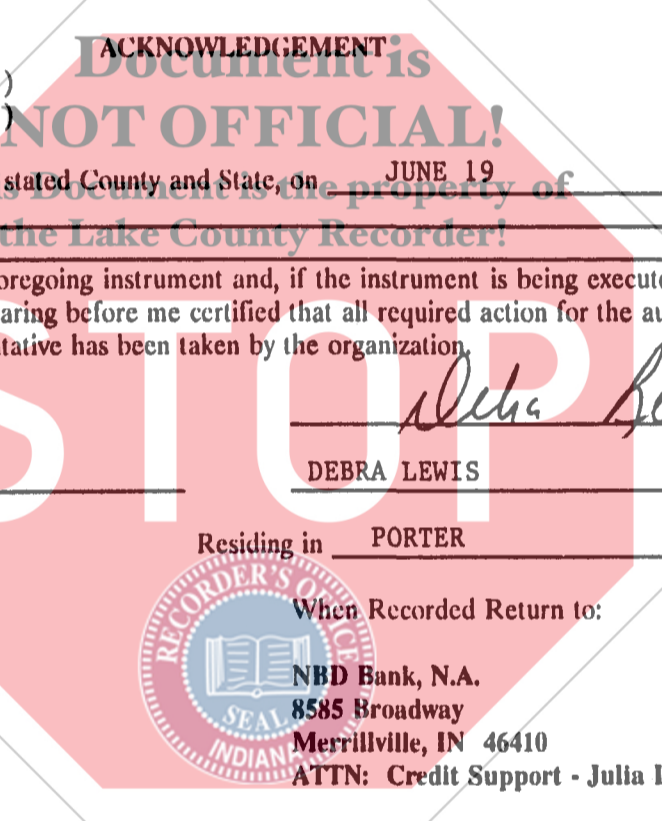 ACKNOWLEDGEMENT
Document is
)
)
NOT OFFICIAL!
stated County and State, on JUNE 19
This Document is the property of
the Lake County Recorder!
oregoing instrument and, if the instrument is being execute
aring before me certified that all required action for the au
tative has been taken by the organization.
STOP
Debra
DEBRA LEWIS
Residing in PORTER
RECORDER'S OFFICE
SEAL
INDIANA
When Recorded Return to:
NBD Bank, N.A.
8585 Broadway
Merrillville, IN 46410
ATTN: Credit Support - Julia